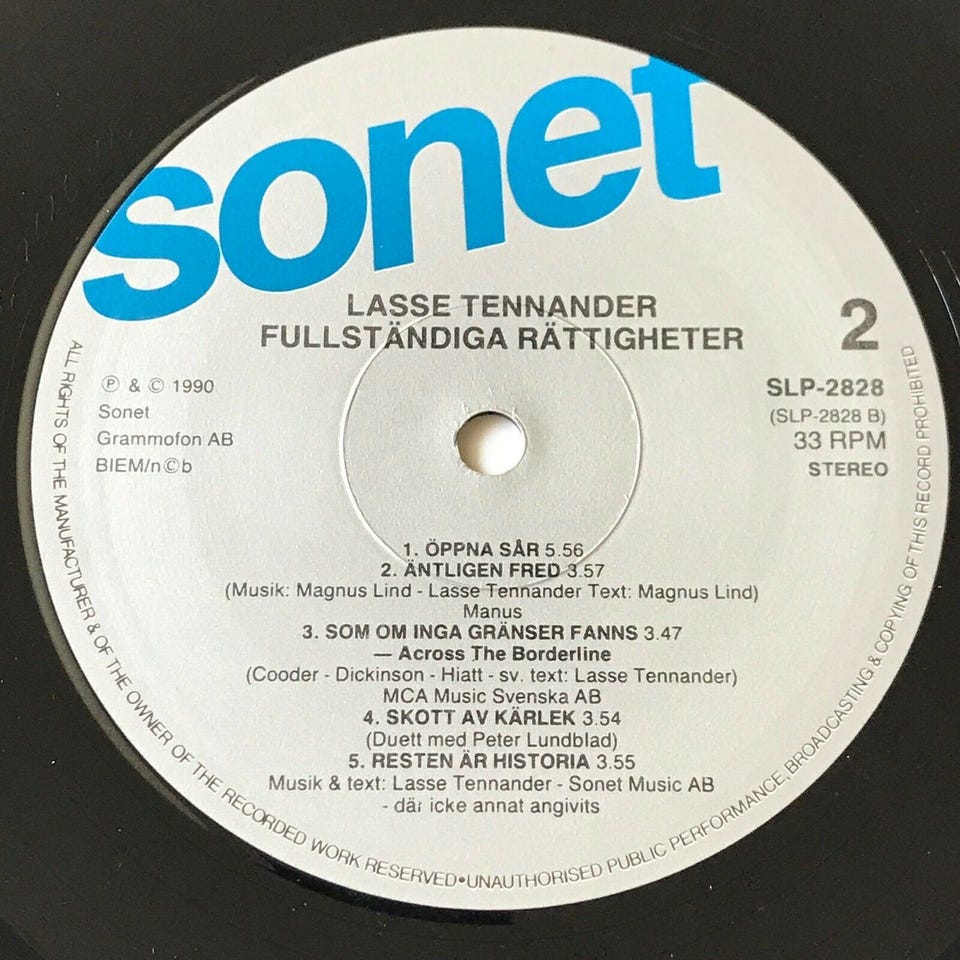 sonet
LASSE TENNANDER
FULLSTÄNDIGA RÄTTIGHETER
2
℗ & © 1990
Sonet
Grammofon AB
BIEM/n©b
SLP-2828
(SLP-2828 B)
33 RPM
STEREO
1. ÖPPNA SÅR 5.56
2. ÄNTLIGEN FRED 3.57
(Musik: Magnus Lind - Lasse Tennander Text: Magnus Lind)
Manus
3. SOM OM INGA GRÄNSER FANNS 3.47
— Across The Borderline
(Cooder - Dickinson - Hiatt - sv. text: Lasse Tennander)
MCA Music Svenska AB
4. SKOTT AV KÄRLEK 3.54
(Duett med Peter Lundblad)
5. RESTEN ÄR HISTORIA 3.55
Musik & text: Lasse Tennander - Sonet Music AB
- där icke annat angivits
ALL RIGHTS OF THE MANUFACTURER & OF THE OWNER OF THE RECORDED WORK RESERVED•UNAUTHORISED PUBLIC PERFORMANCE, BROADCASTING & COPYING OF THIS RECORD PROHIBITED